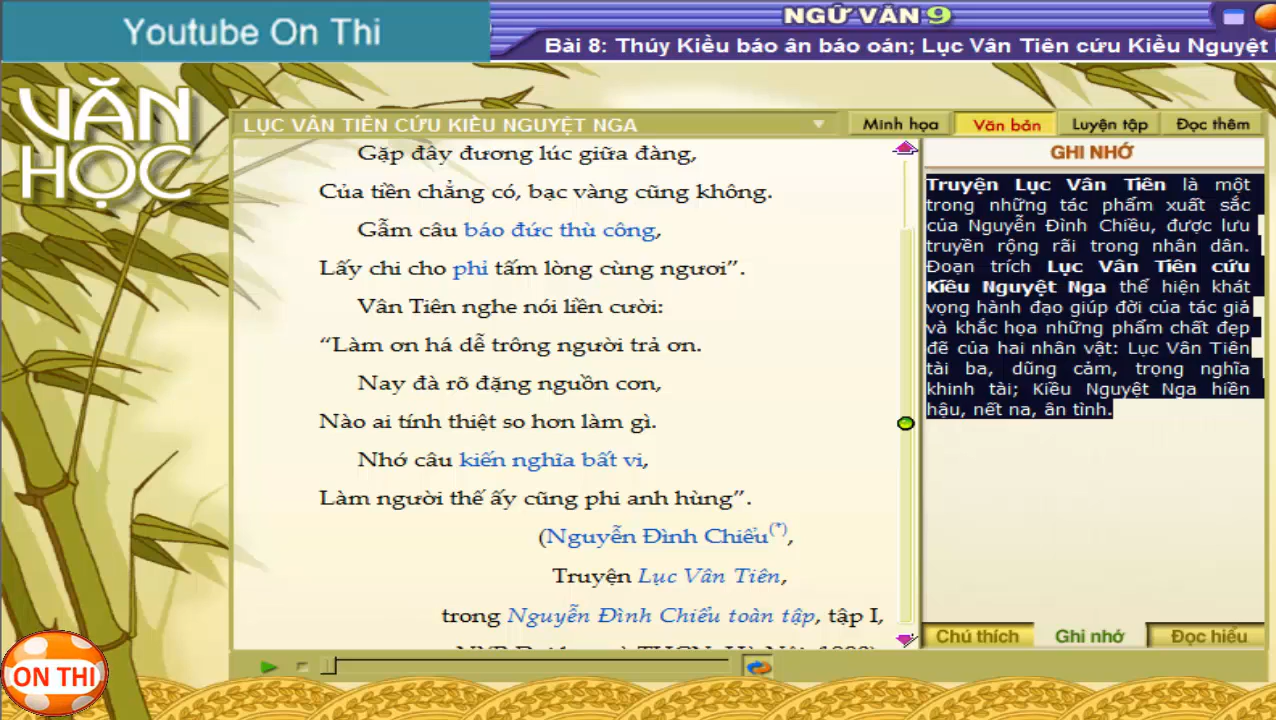 Youtube On Thi
NGỮ VĂN 9
Bài 8: Thúy Kiều báo ân báo oán; Lục Vân Tiên cứu Kiều Nguyệt
VĂN
HỌC
LỤC VÂN TIÊN CỨU KIỀU NGUYỆT NGA
Minh họa
Văn bản
Luyện tập
Đọc thêm
Gặp đây đương lúc giữa đàng,
Của tiền chẳng có, bạc vàng cũng không.
Gẫm câu báo đức thù công,
Lấy chi cho phỉ tấm lòng cùng ngươi”.
Vân Tiên nghe nói liền cười:
“Làm ơn há dễ trông người trả ơn.
Nay đà rõ đặng nguồn cơn,
Nào ai tính thiệt so hơn làm gì.
Nhớ câu kiến nghĩa bất vi,
Làm người thế ấy cũng phi anh hùng”.
(Nguyễn Đình Chiểu(*),
Truyện Lục Vân Tiên,
trong Nguyễn Đình Chiểu toàn tập, tập I,
GHI NHỚ
Truyện Lục Vân Tiên là một
trong những tác phẩm xuất sắc
của Nguyễn Đình Chiều, được lưu
truyền rộng rãi trong nhân dân.
Đoạn trích Lục Vân Tiên cứu
Kiều Nguyệt Nga thể hiện khát
vọng hành đạo giúp đời của tác giả
và khắc họa những phẩm chất đẹp
đẽ của hai nhân vật: Lục Vân Tiên
tài ba, dũng cảm, trọng nghĩa
khinh tài; Kiều Nguyệt Nga hiền
hậu, nết na, ân tình.
Chú thích
Ghi nhớ
Đọc hiểu
ON THI